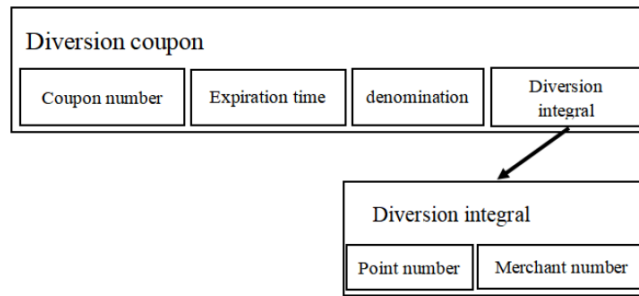 Diversion coupon
Coupon number
Expiration time
denomination
Diversion
integral
Diversion integral
Point number
Merchant number